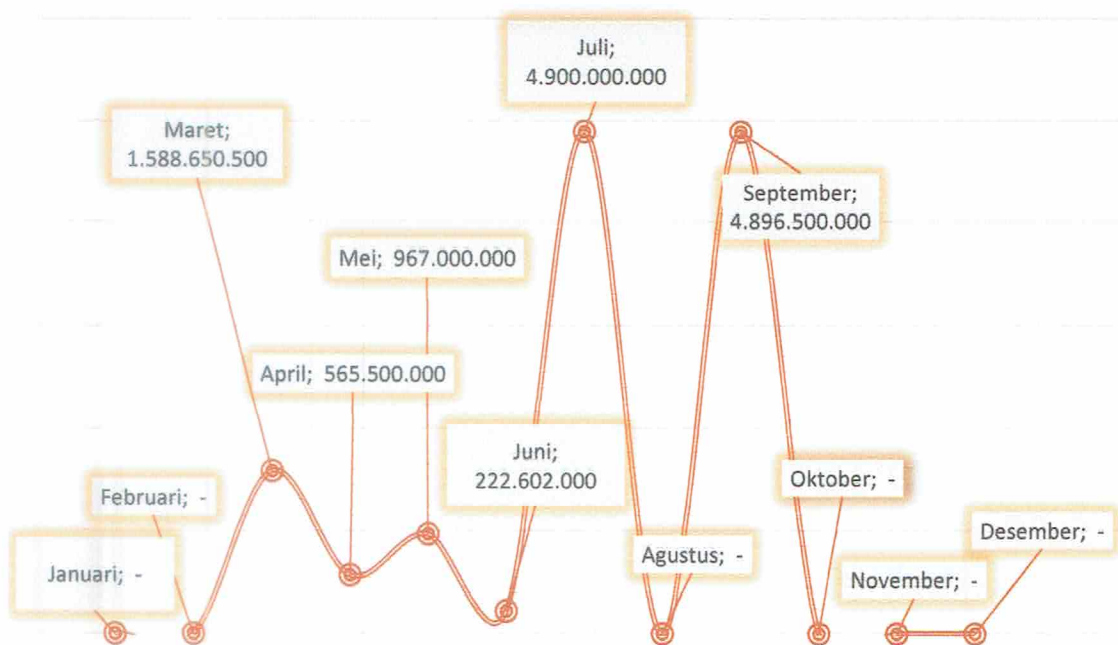 Januari; -
Februari; -
Maret;
1.588.650.500
April; 565.500.000
Mei; 967.000.000
Juni;
222.602.000
Juli;
4.900.000.000
Agustus; -
September;
4.896.500.000
Oktober; -
November; -
Desember; -